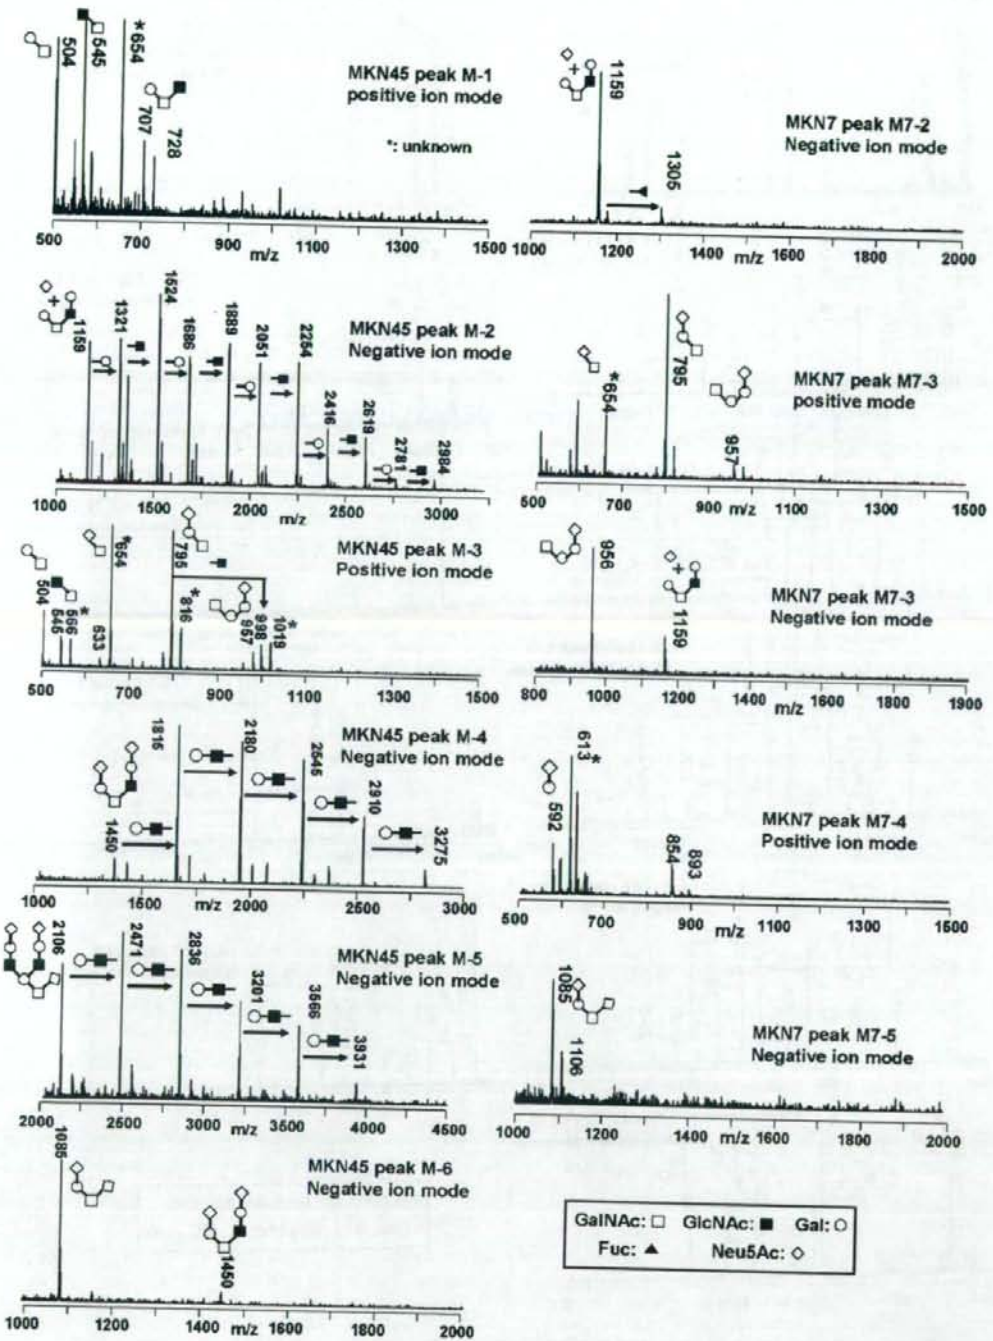 504
545
*654
707
728
MKN45 peak M-1
positive ion mode
*: unknown
500 700 900 1100 1300 1500
m/z
+
1159
1305
MKN7 peak M7-2
Negative ion mode
1000 1200 1400 1600 1800 2000
m/z
+
1159
1321
1524
1686
1889
2051
2254
2416
2619
2781
2984
MKN45 peak M-2
Negative ion mode
1000 1500 2000 2500 3000
m/z
*654
795
957
MKN7 peak M7-3
positive mode
500 700 900 1100 1300 1500
m/z
504
545
566
*
633
*654
795
*
816
957
998
1019
*
MKN45 peak M-3
Positive ion mode
500 700 900 1100 1300 1500
m/z
956
+
1159
MKN7 peak M7-3
Negative ion mode
800 1000 1200 1400 1600 1900
m/z
1450
1815
2180
2545
2910
3275
MKN45 peak M-4
Negative ion mode
1000 1500 2000 2500 3000
m/z
592
613*
854
893
MKN7 peak M7-4
Positive ion mode
500 700 900 1100 1300 1500
m/z
2106
2471
2836
3201
3566
3931
MKN45 peak M-5
Negative ion mode
2000 2500 3000 3500 4000 4500
m/z
1085
1106
MKN7 peak M7-5
Negative ion mode
1000 1200 1400 1600 1800 2000
m/z
1085
1450
MKN45 peak M-6
Negative ion mode
1000 1200 1400 1600 1800 2000
m/z
GalNAc: GlcNAc: Gal:
Fuc: Neu5Ac: